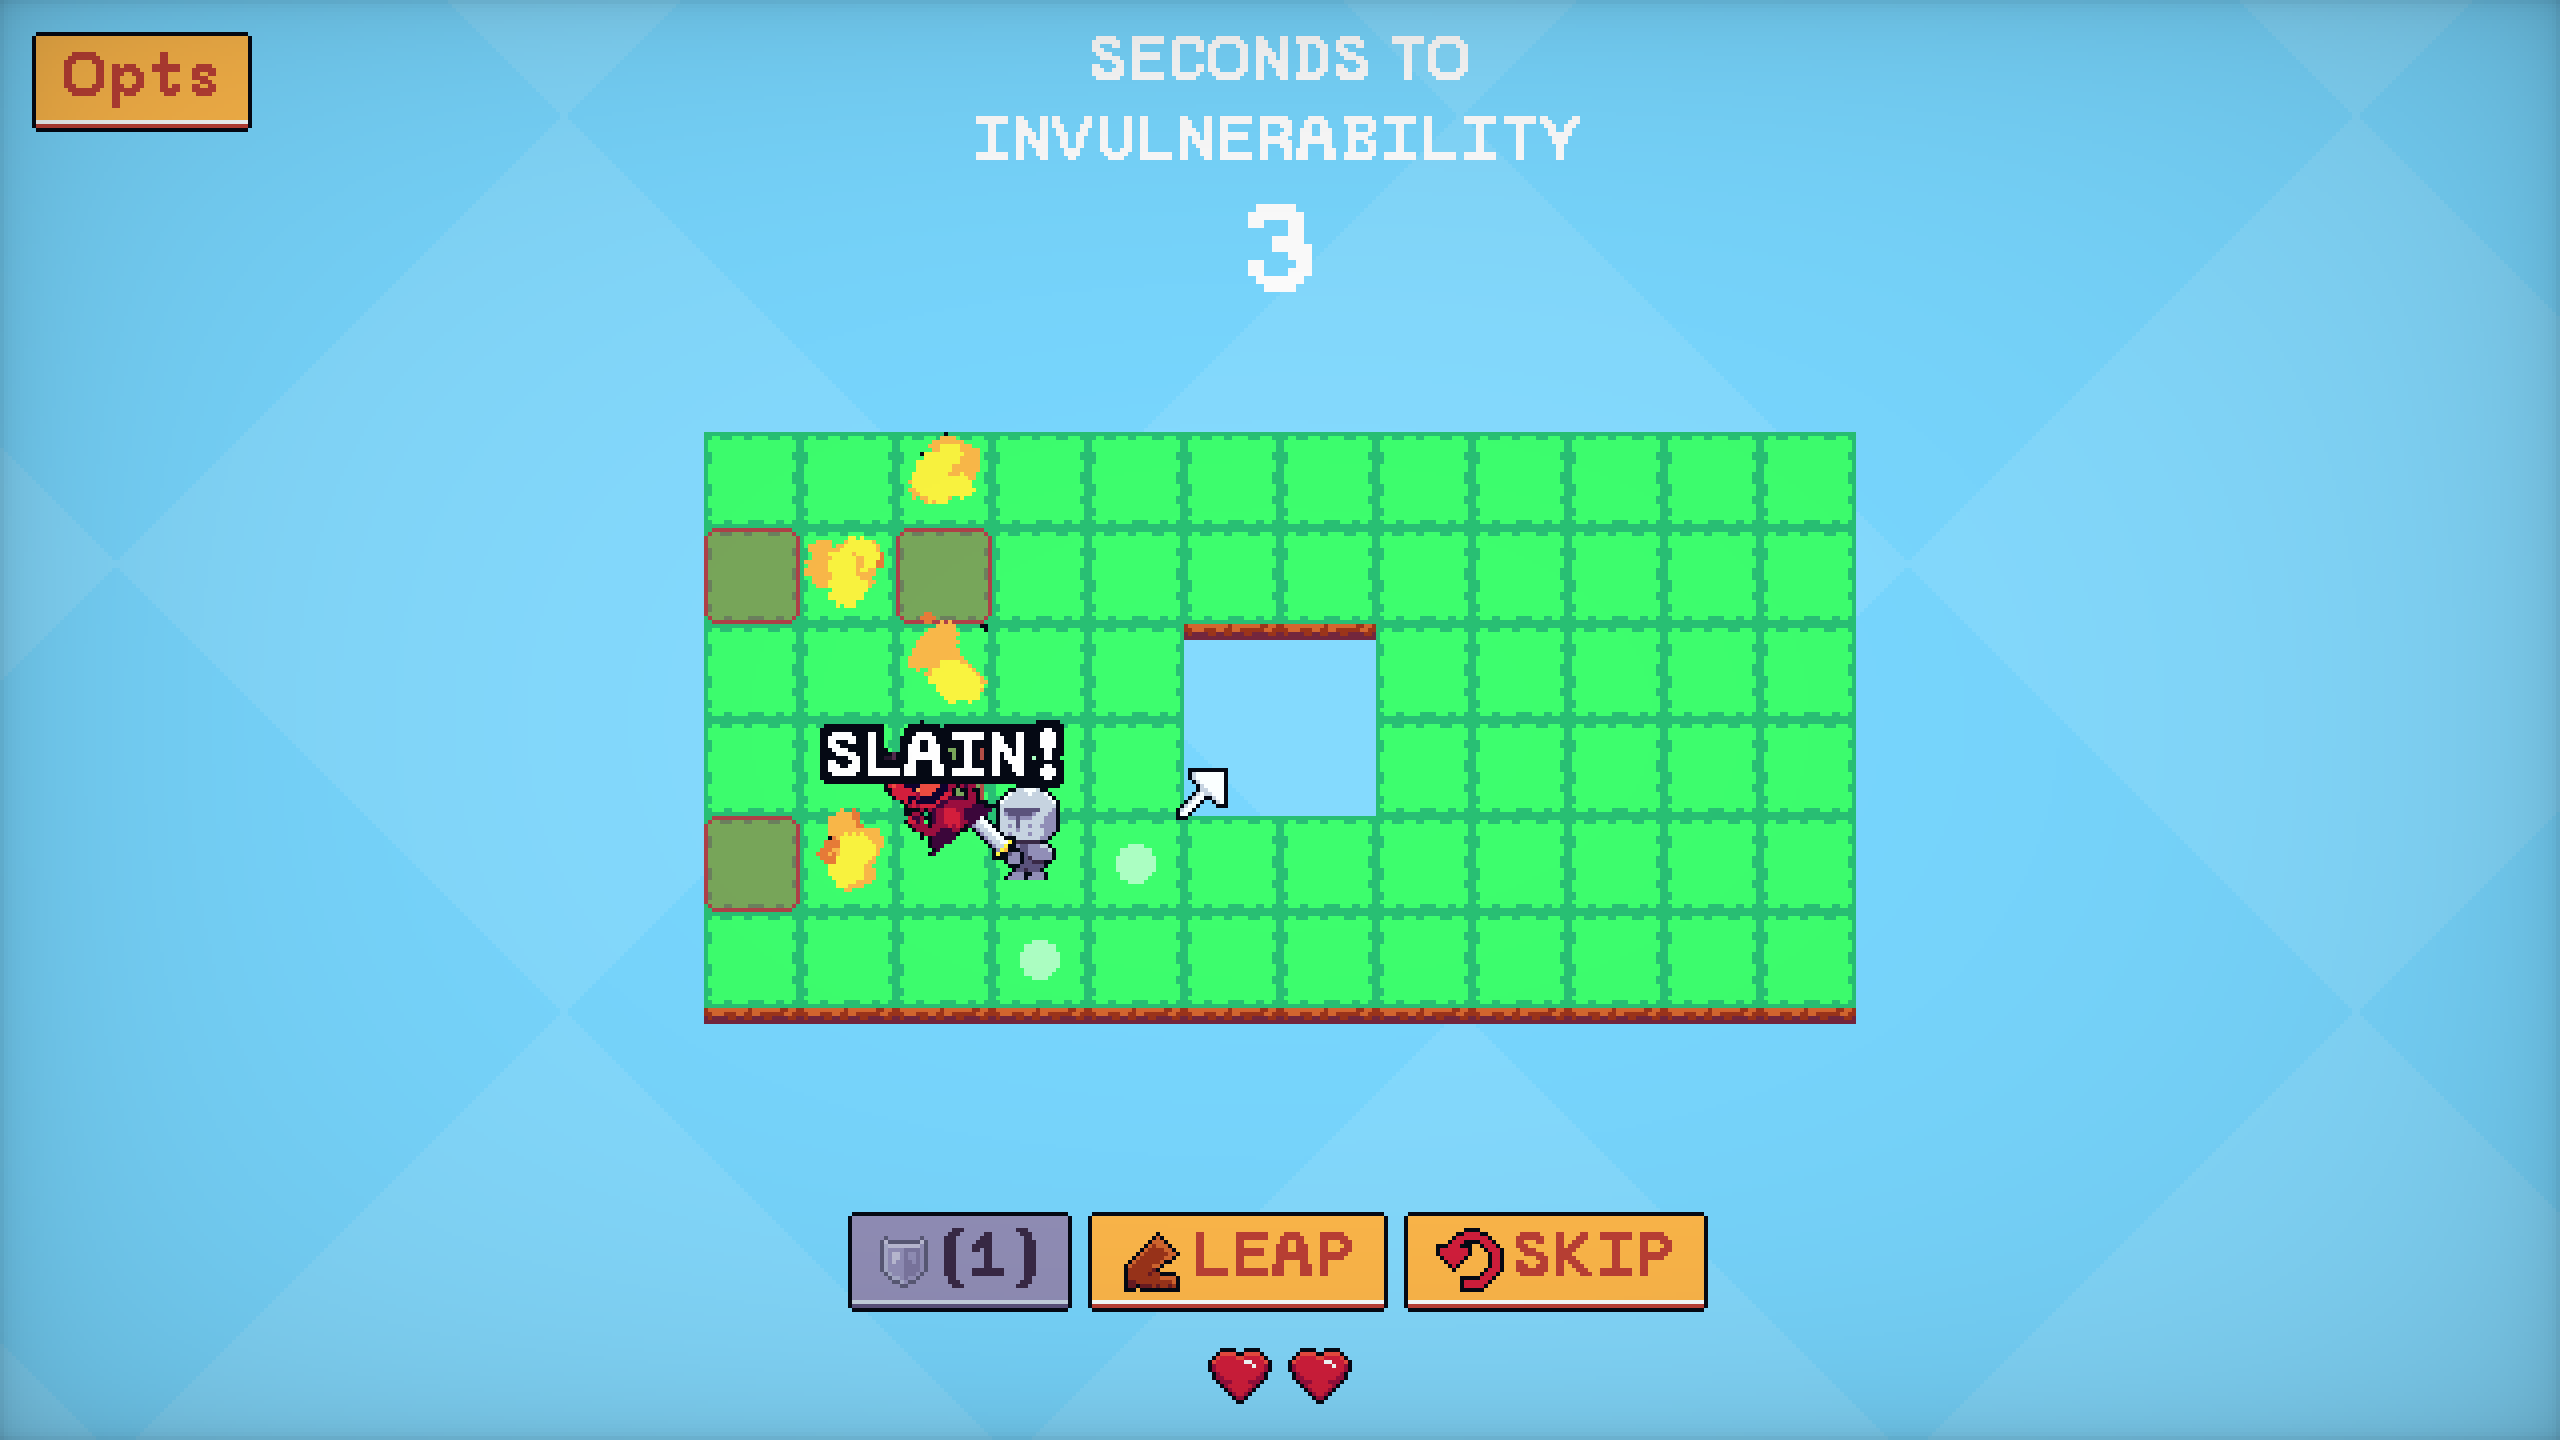 Opts
SECONDS TO
INVULNERABILITY
3
SLAIN!
(1)
LEAP
SKIP